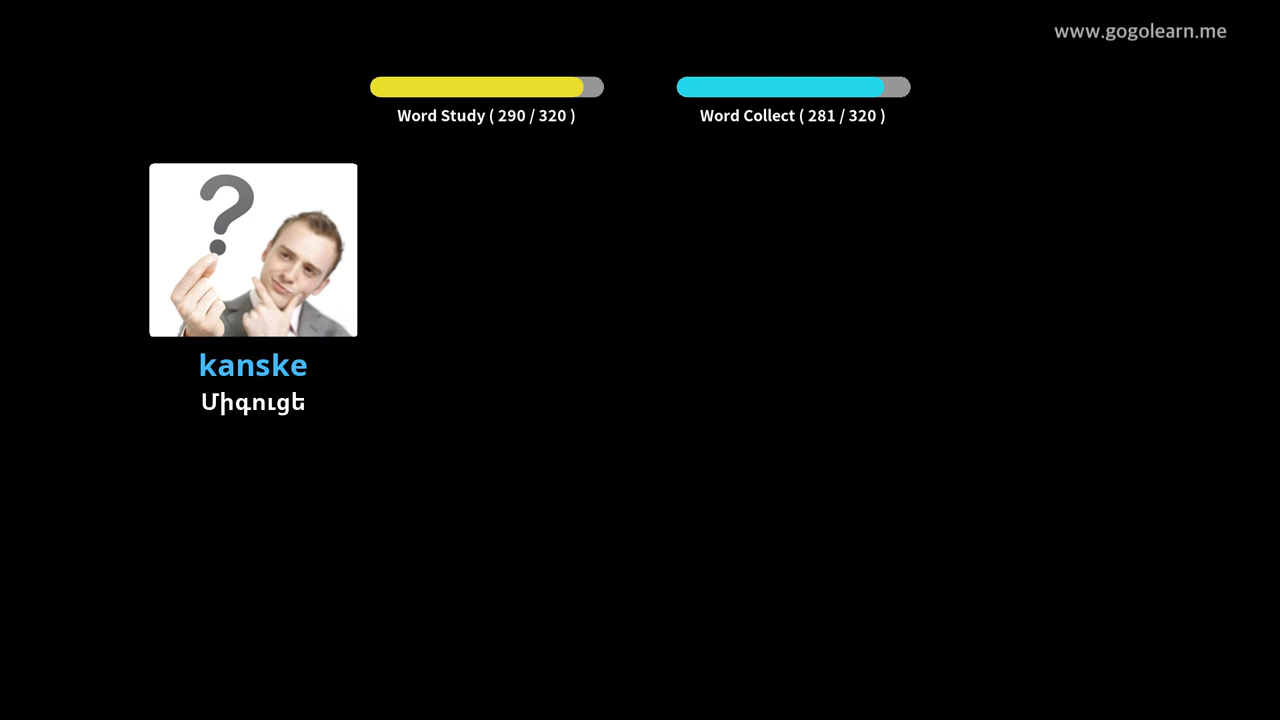 www.gogolearn.me
Word Study ( 290 / 320 )
Word Collect ( 281 / 320 )
?
kanske
Միգուցե